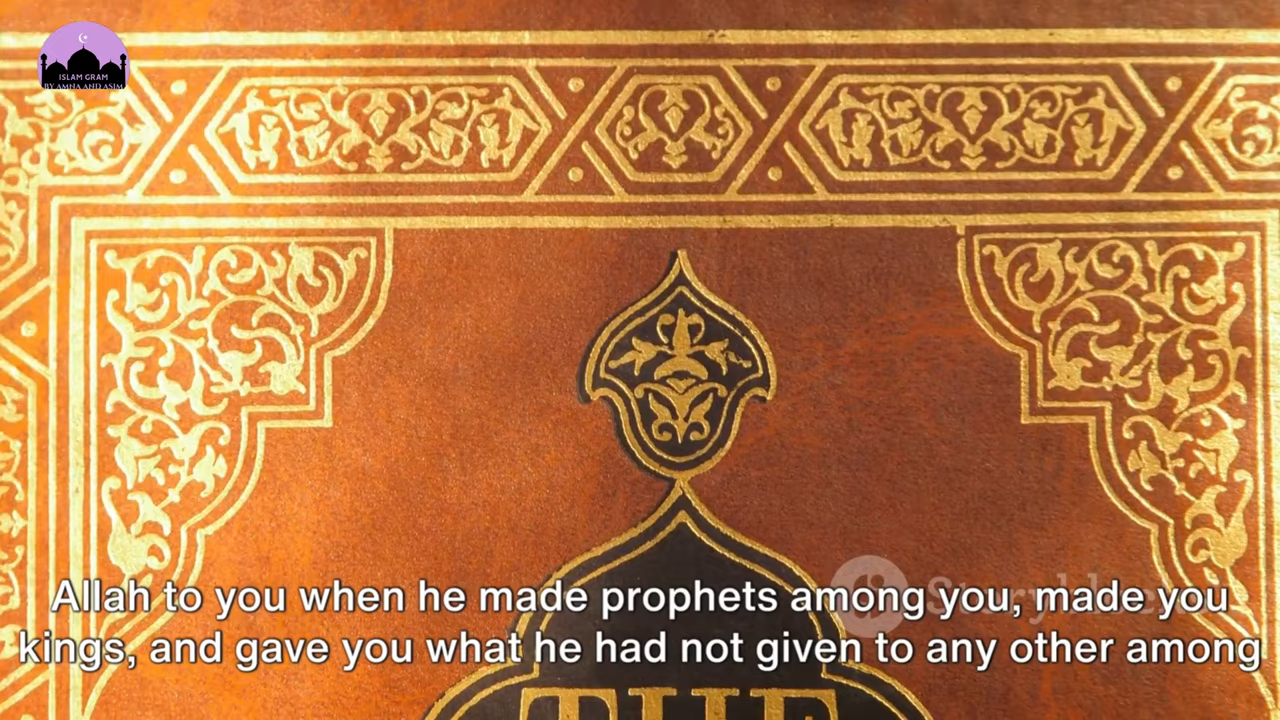 ISLAM GRAM
BY AMNA AND ASIM
Allah to you when he made prophets among you, made you
kings, and gave you what he had not given to any other among
THE